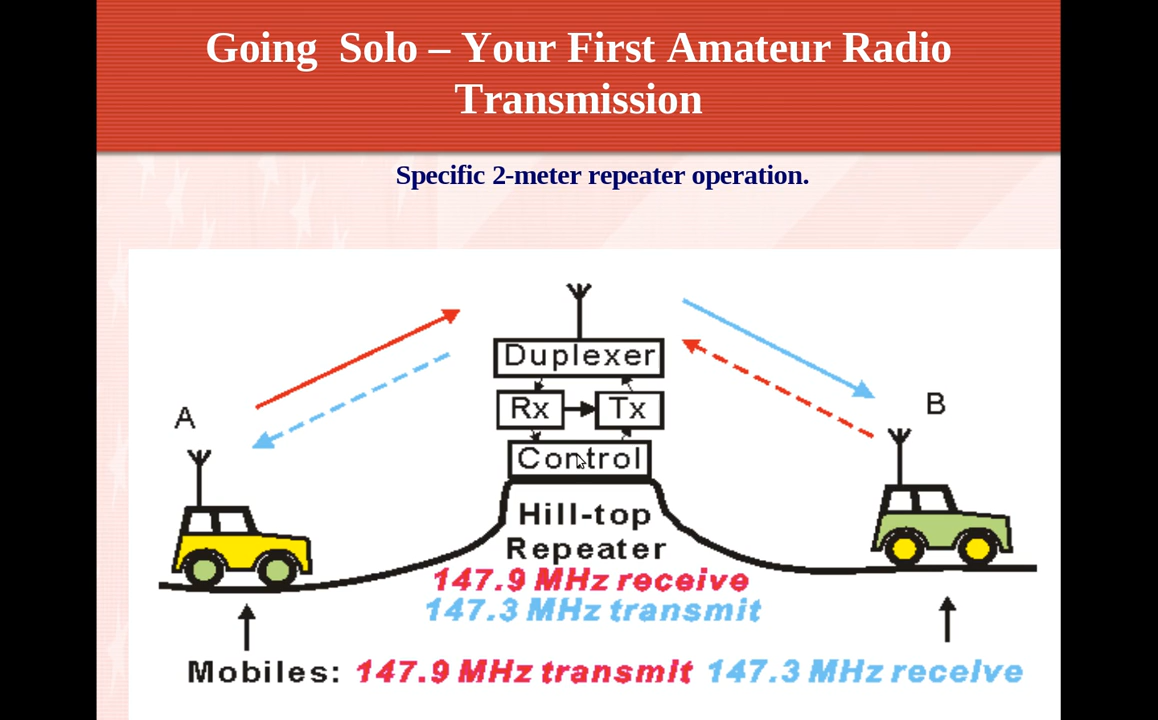 Going Solo – Your First Amateur Radio
Transmission
Specific 2-meter repeater operation.
Duplexer
Rx Tx
A B
Control
Hill-top
Repeater
147.9 MHz receive
147.3 MHz transmit
Mobiles: 147.9 MHz transmit 147.3 MHz receive